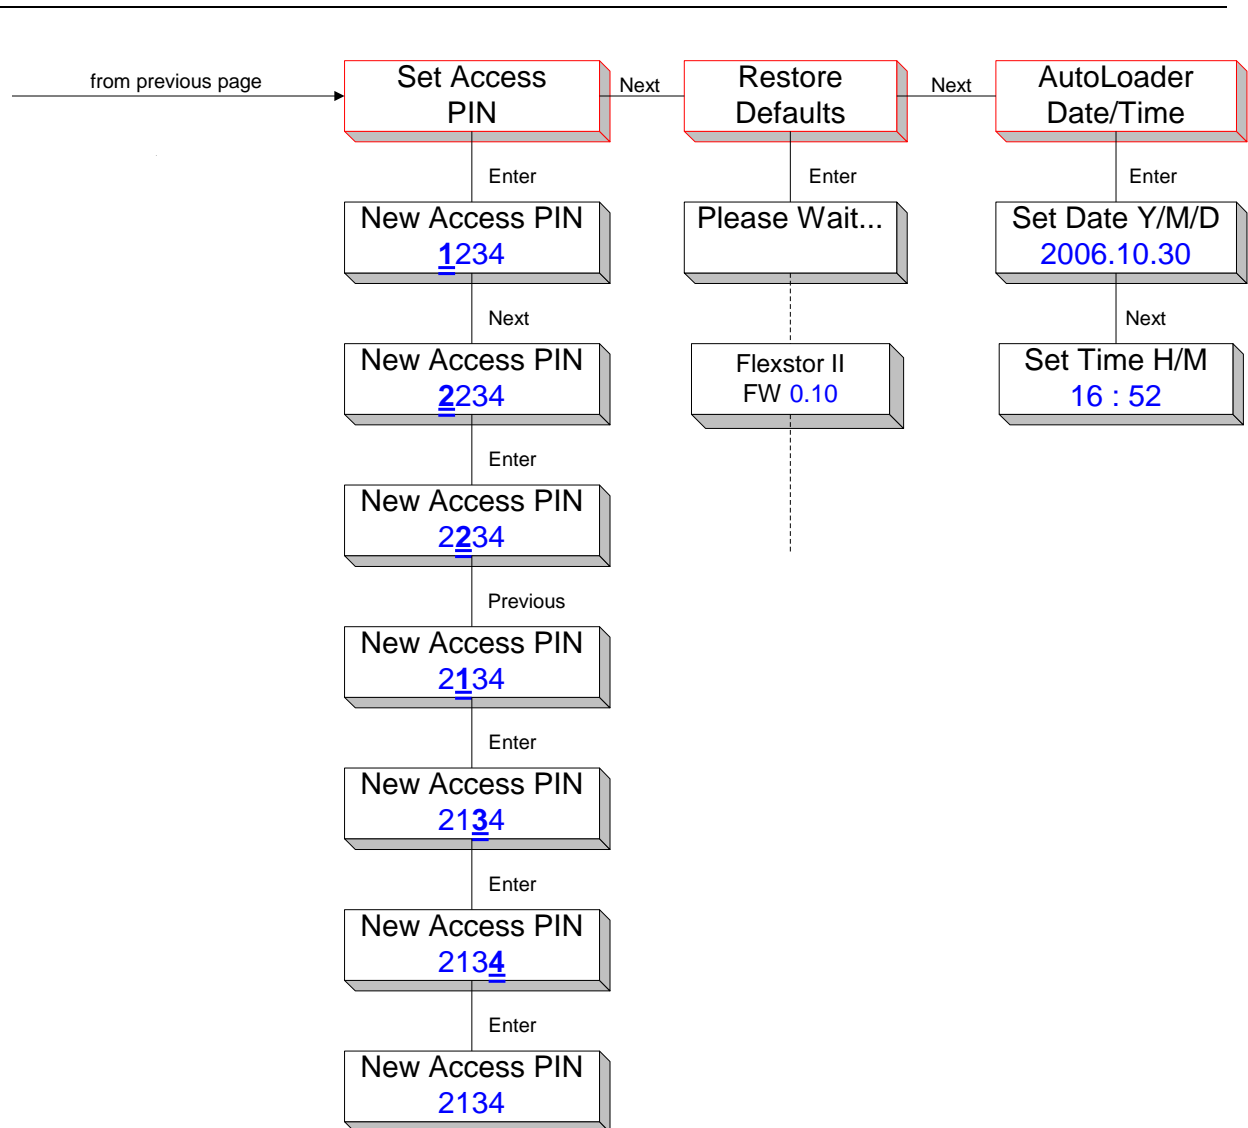 from previous page
Set Access
PIN
Next
Restore
Defaults
Next
AutoLoader
Date/Time
Enter
Enter
Enter
New Access PIN
1234
Please Wait...
Set Date Y/M/D
2006.10.30
Next
Next
New Access PIN
2234
Flexstor II
FW 0.10
Set Time H/M
16 : 52
Enter
New Access PIN
2234
Previous
New Access PIN
2134
Enter
New Access PIN
2134
Enter
New Access PIN
2134
Enter
New Access PIN
2134